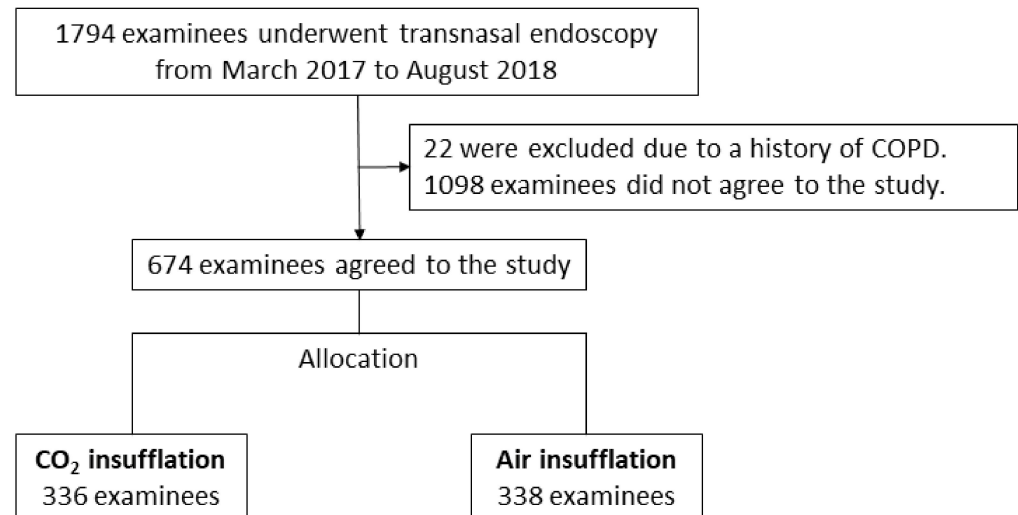 1794 examinees underwent transnasal endoscopy
from March 2017 to August 2018
22 were excluded due to a history of COPD.
1098 examinees did not agree to the study.
674 examinees agreed to the study
Allocation
CO₂ insufflation
336 examinees
Air insufflation
338 examinees